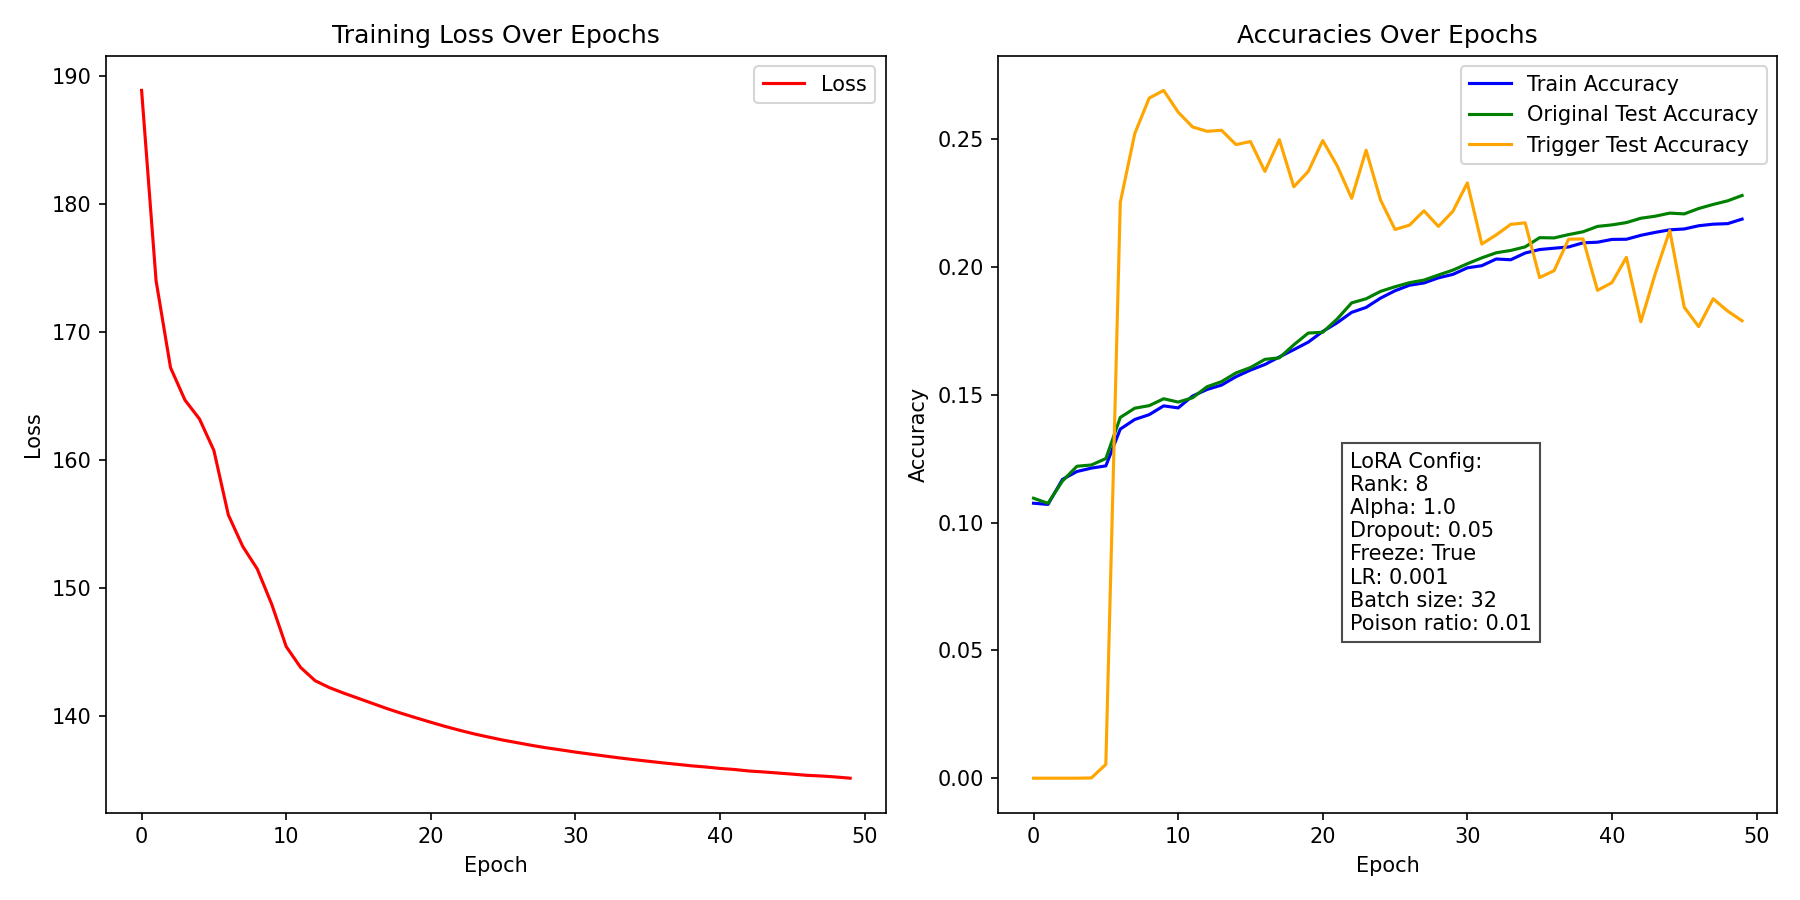 Training Loss Over Epochs
190
180
170
160
150
140
Loss
0
10
20
30
40
50
Epoch
Loss
Accuracies Over Epochs
0.25
0.20
0.15
0.10
0.05
0.00
Accuracy
0
10
20
30
40
50
Epoch
Train Accuracy
Original Test Accuracy
Trigger Test Accuracy
LoRA Config:
Rank: 8
Alpha: 1.0
Dropout: 0.05
Freeze: True
LR: 0.001
Batch size: 32
Poison ratio: 0.01